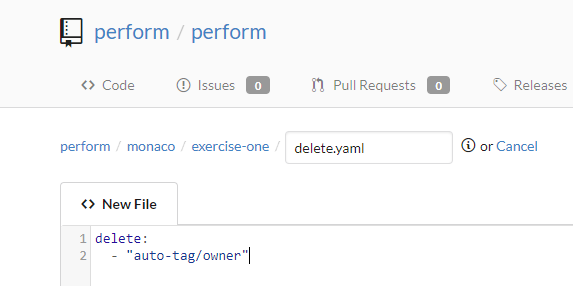 perform / perform
Code Issues 0 Pull Requests 0 Releases
perform / monaco / exercise-one / delete.yaml or Cancel
New File
1 delete:
2 - "auto-tag/owner"